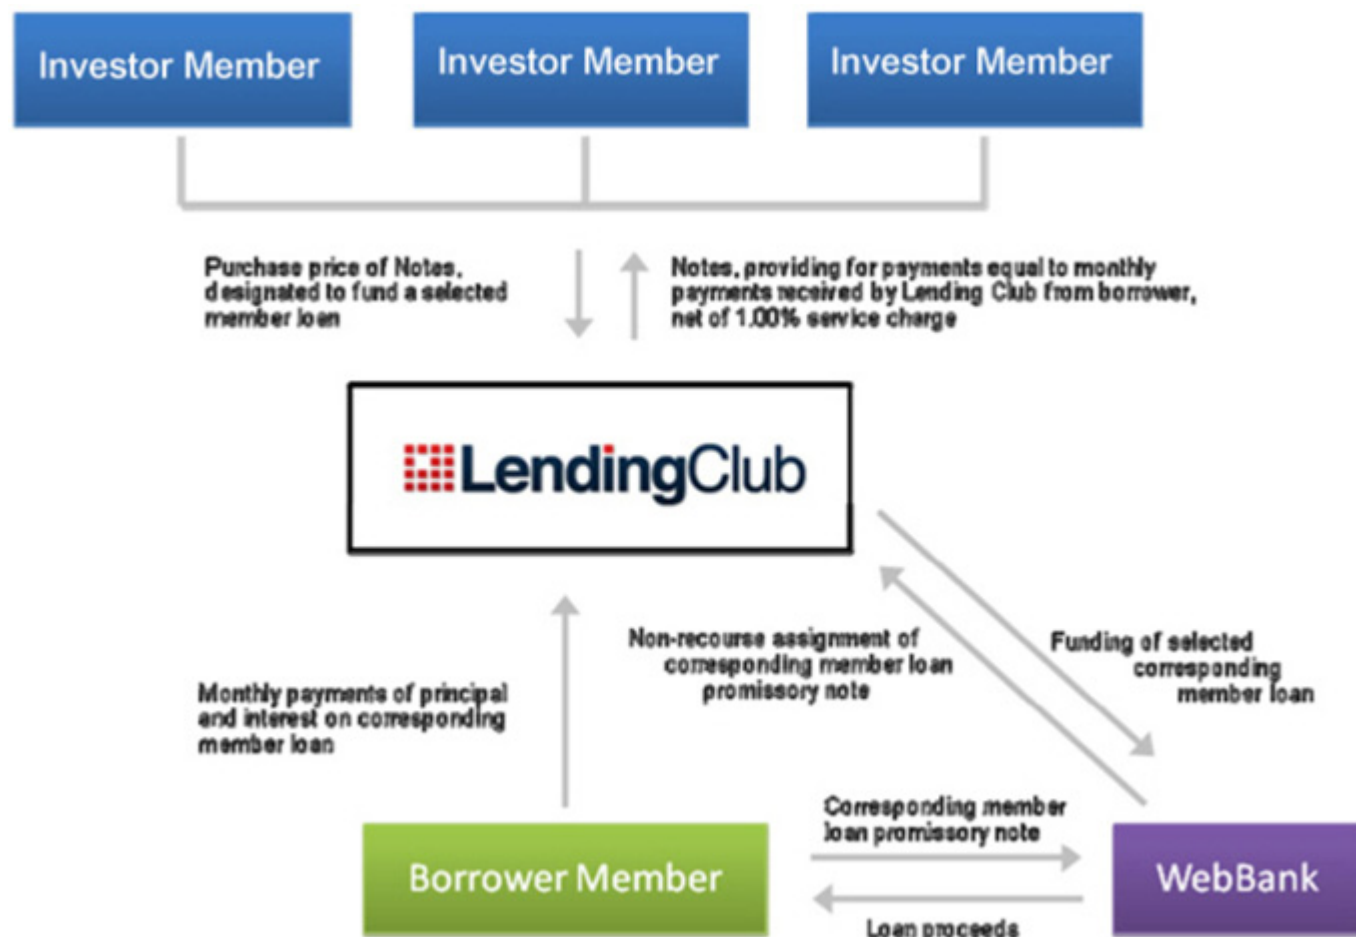 Investor Member
Investor Member
Investor Member
Purchase price of Notes,
designated to fund a selected
member loan
Notes, providing for payments equal to monthly
payments received by Lending Club from borrower,
net of 1.00% service charge
LendingClub
Non-recourse assignment of
corresponding member loan
promissory note
Funding of selected
corresponding
member loan
Monthly payments of principal
and interest on corresponding
member loan
Corresponding member
loan promissory note
Borrower Member
WebBank
Loan proceeds